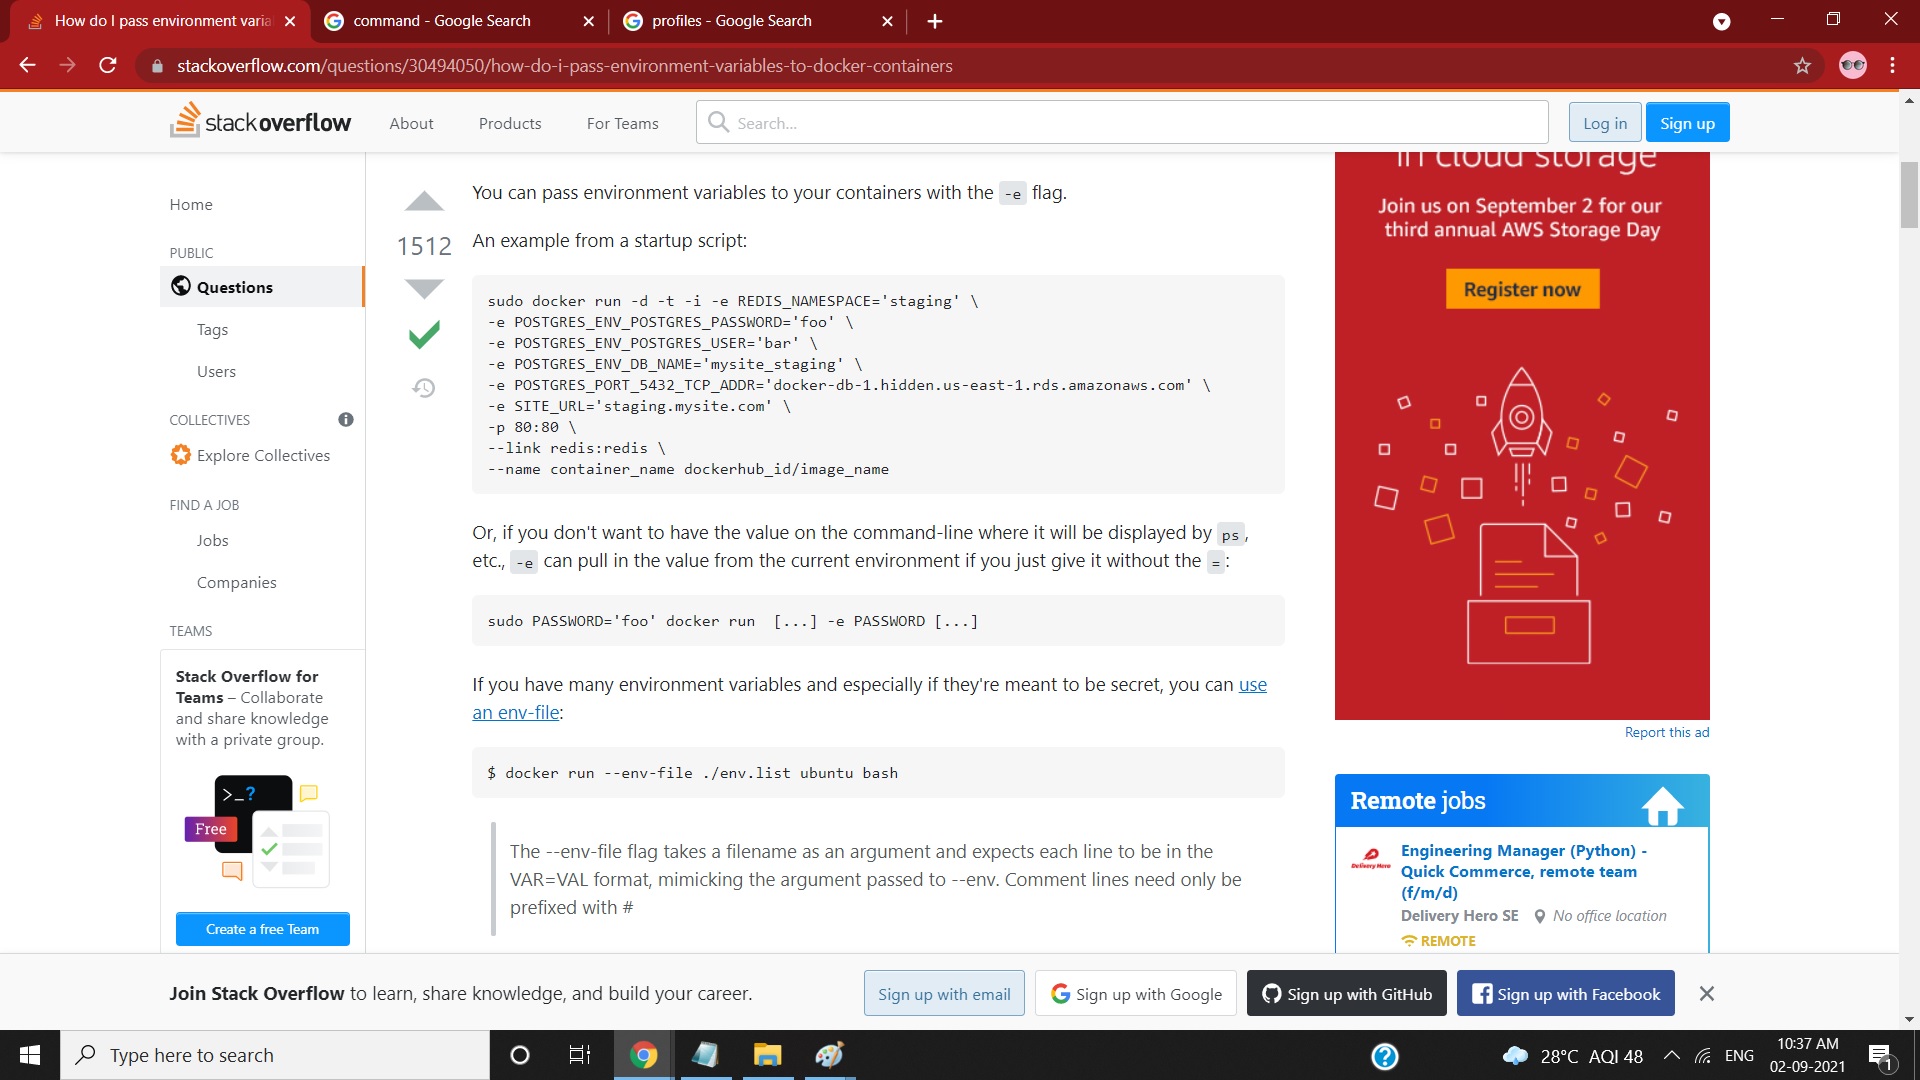 How do I pass environment varia
command - Google Search
profiles - Google Search
stackoverflow.com/questions/30494050/how-do-i-pass-environment-variables-to-docker-containers
stack overflow
About
Products
For Teams
Search...
Log in
Sign up
Home
PUBLIC
Questions
Tags
Users
COLLECTIVES
Explore Collectives
FIND A JOB
Jobs
Companies
TEAMS
Stack Overflow for
Teams – Collaborate
and share knowledge
with a private group.
>_?
Free
Create a free Team
1512
You can pass environment variables to your containers with the -e flag.
An example from a startup script:
sudo docker run -d -t -i -e REDIS_NAMESPACE='staging' \
-e POSTGRES_ENV_POSTGRES_PASSWORD='foo' \
-e POSTGRES_ENV_POSTGRES_USER='bar' \
-e POSTGRES_ENV_DB_NAME='mysite_staging' \
-e POSTGRES_PORT_5432_TCP_ADDR='docker-db-1.hidden.us-east-1.rds.amazonaws.com' \
-e SITE_URL='staging.mysite.com' \
-p 80:80 \
--link redis:redis \
--name container_name dockerhub_id/image_name
Or, if you don't want to have the value on the command-line where it will be displayed by ps,
etc., -e can pull in the value from the current environment if you just give it without the =:
sudo PASSWORD='foo' docker run  [...] -e PASSWORD [...]
If you have many environment variables and especially if they're meant to be secret, you can use
an env-file:
$ docker run --env-file ./env.list ubuntu bash
The --env-file flag takes a filename as an argument and expects each line to be in the
VAR=VAL format, mimicking the argument passed to --env. Comment lines need only be
prefixed with #
in cloud storage
Join us on September 2 for our
third annual AWS Storage Day
Register now
Report this ad
Remote jobs
Delivery Hero
Engineering Manager (Python) -
Quick Commerce, remote team
(f/m/d)
Delivery Hero SE
No office location
REMOTE
Join Stack Overflow to learn, share knowledge, and build your career.
Sign up with email
Sign up with Google
Sign up with GitHub
Sign up with Facebook
Type here to search
28°C AQI 48
ENG
10:37 AM
02-09-2021
1